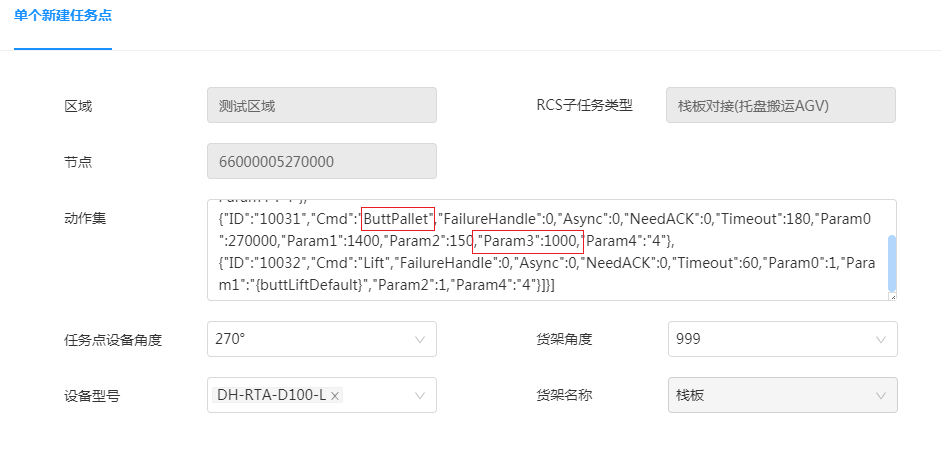 单个新建任务点
区域 测试区域 RCS子任务类型 栈板对接(托盘搬运AGV)
节点 66000005270000
动作集
{"ID":"10031","Cmd":"ButtPallet","FailureHandle":0,"Async":0,"NeedACK":0,"Timeout":180,"Param0
":270000,"Param1":1400,"Param2":150,"Param3":1000,"Param4":"4"},
{"ID":"10032","Cmd":"Lift","FailureHandle":0,"Async":0,"NeedACK":0,"Timeout":60,"Param0":1,"Para
m1":"{buttLiftDefault}","Param2":1,"Param4":"4"}]}]
任务点设备角度 270° 货架角度 999
设备型号 DH-RTA-D100-L × 货架名称 栈板